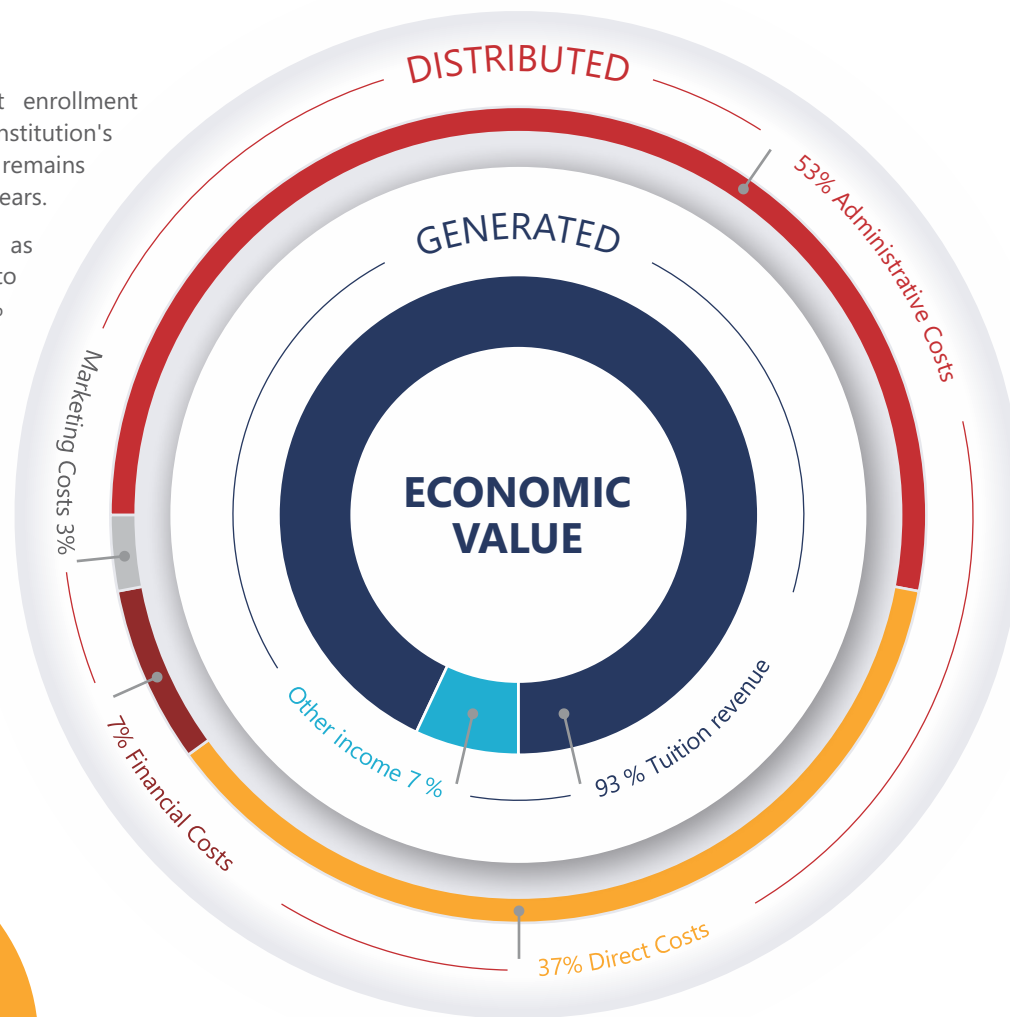 t enrollment
nstitution's
remains
ears.
as
to
DISTRIBUTED
53% Administrative Costs
GENERATED
Marketing Costs 3%
ECONOMIC
VALUE
Other income 7 %
93 % Tuition revenue
7% Financial Costs
37% Direct Costs